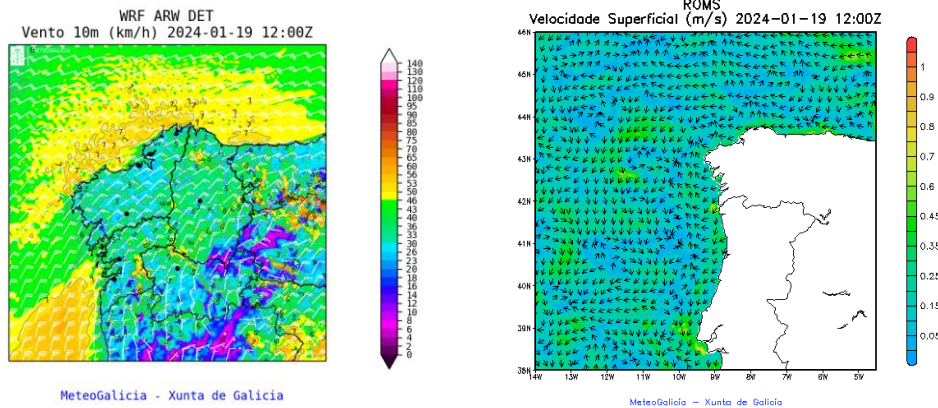 WRF ARW DET
Vento 10m (km/h) 2024-01-19 12:00Z
METEOGALICIA
140
130
120
110
100
95
90
85
80
75
70
65
60
55
53
50
46
43
36
33
30
26
23
20
18
16
14
12
10
8
6
4
2
0
MeteoGalicia - Xunta de Galicia
ROMS
Velocidade Superficial (m/s) 2024-01-19 12:00Z
46N
45N
44N
43N
42N
41N
40N
39N
38N
14W 13W 12W 11W 10W 9W 8W 7W 6W 5W
1
0.9
0.8
0.7
0.6
0.45
0.35
0.25
0.15
0.05
MeteoGalicia - Xunta de Galicia